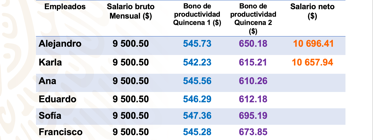 Empleados Salario bruto Mensual ($) Bono de productividad Quincena 1 ($) Bono de productividad Quincena 2 ($) Salario neto ($)
Alejandro 9 500.50 545.73 650.18 10 696.41
Karla 9 500.50 542.23 615.21 10 657.94
Ana 9 500.50 545.56 610.26
Eduardo 9 500.50 546.29 612.18
Sofía 9 500.50 547.36 695.19
Francisco 9 500.50 545.28 673.85